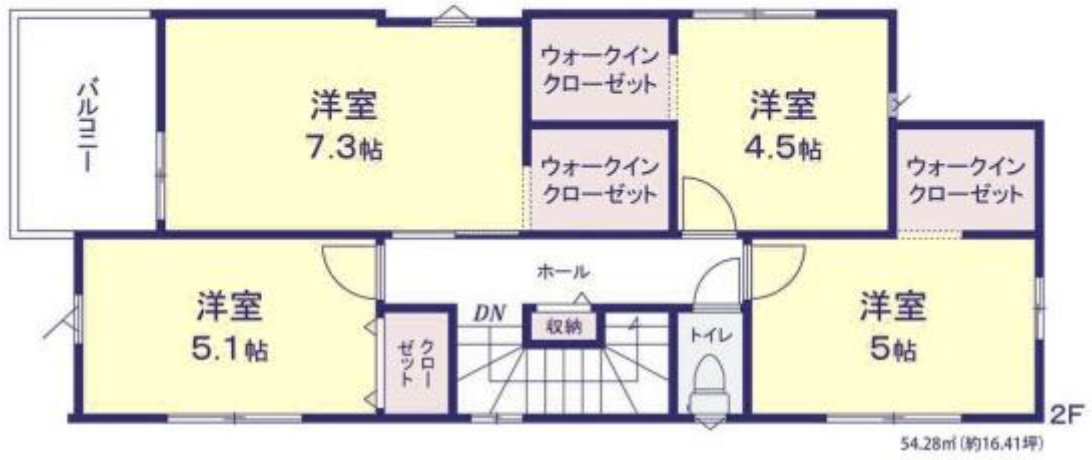 バルコニー
洋室
7.3帖
ウォークイン
クローゼット
ウォークイン
クローゼット
洋室
4.5帖
ウォークイン
クローゼット
洋室
5.1帖
クロー
ゼット
ホール
DN
収納
トイレ
洋室
5帖
2F
54.28㎡(約16.41坪)